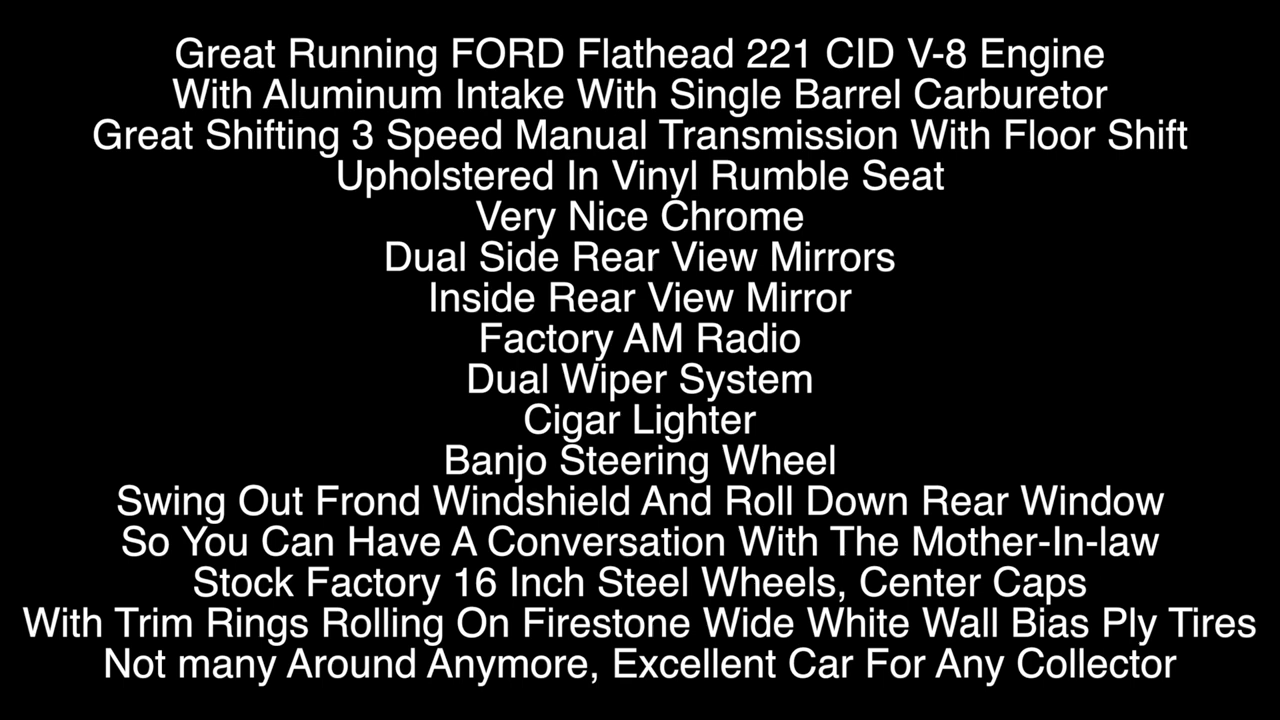 Great Running FORD Flathead 221 CID V-8 Engine
With Aluminum Intake With Single Barrel Carburetor
Great Shifting 3 Speed Manual Transmission With Floor Shift
Upholstered In Vinyl Rumble Seat
Very Nice Chrome
Dual Side Rear View Mirrors
Inside Rear View Mirror
Factory AM Radio
Dual Wiper System
Cigar Lighter
Banjo Steering Wheel
Swing Out Frond Windshield And Roll Down Rear Window
So You Can Have A Conversation With The Mother-In-law
Stock Factory 16 Inch Steel Wheels, Center Caps
With Trim Rings Rolling On Firestone Wide White Wall Bias Ply Tires
Not many Around Anymore, Excellent Car For Any Collector